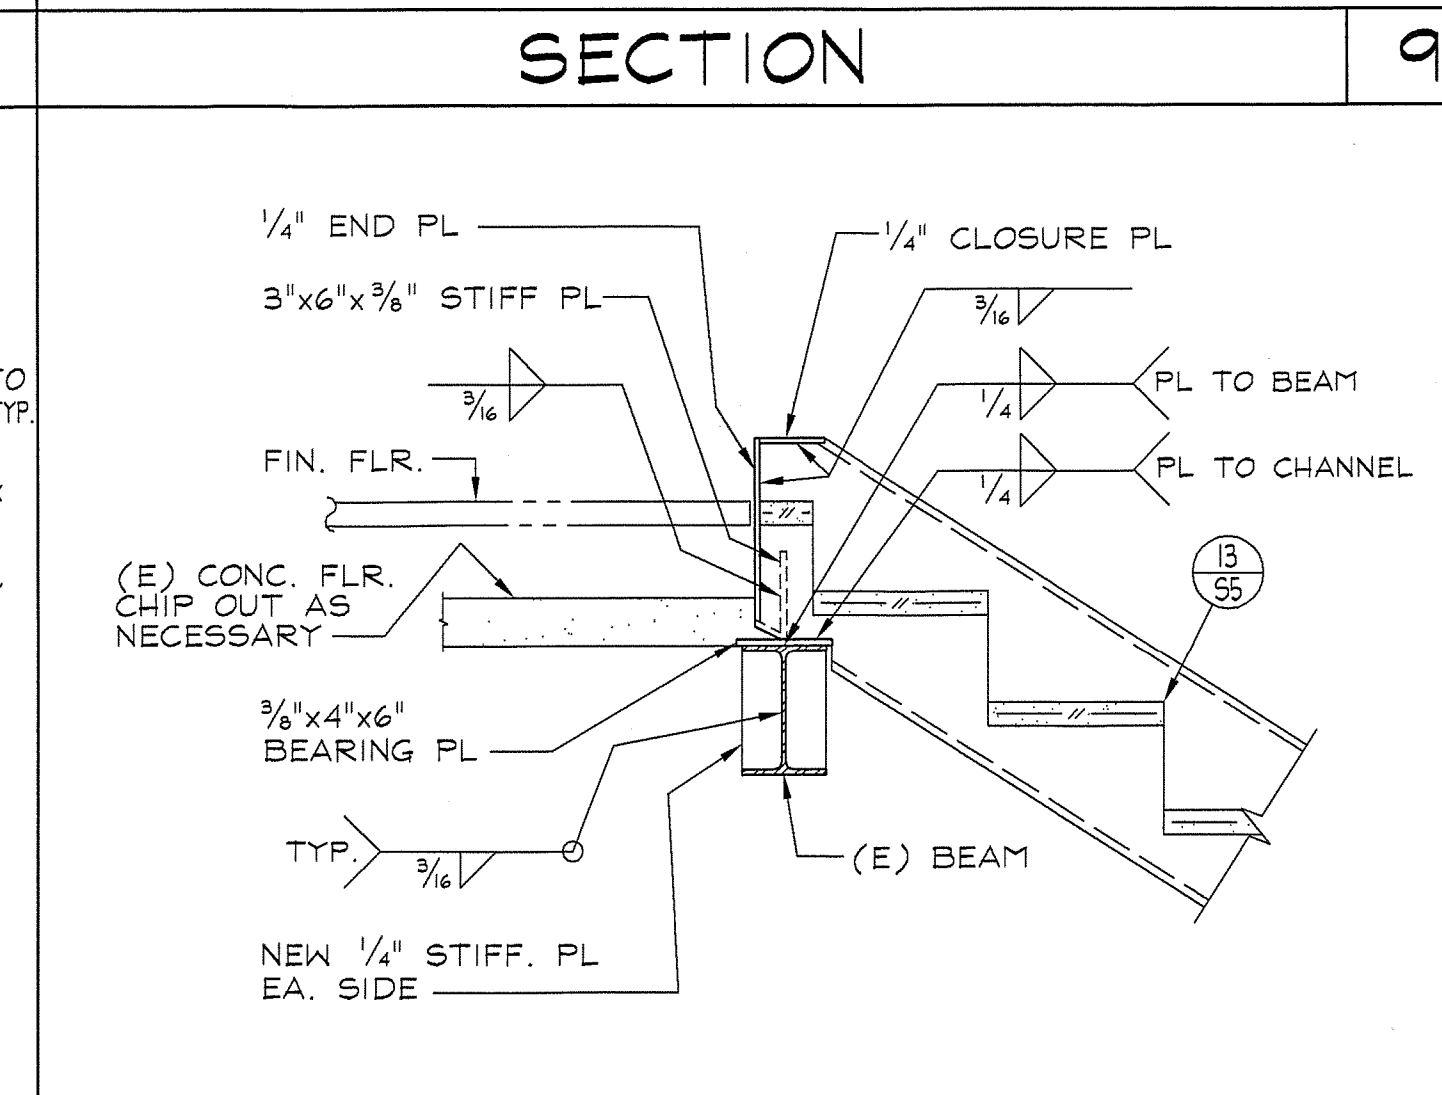 SECTION
9
1/4" END PL
1/4" CLOSURE PL
3"x6"x3/8" STIFF PL
3/16
TO
TYP.
3/16
1/4
PL TO BEAM
FIN. FLR.
1/4
PL TO CHANNEL
(E) CONC. FLR.
CHIP OUT AS
NECESSARY
13
S5
3/8"x4"x6"
BEARING PL
TYP.
3/16
(E) BEAM
NEW 1/4" STIFF. PL
EA. SIDE